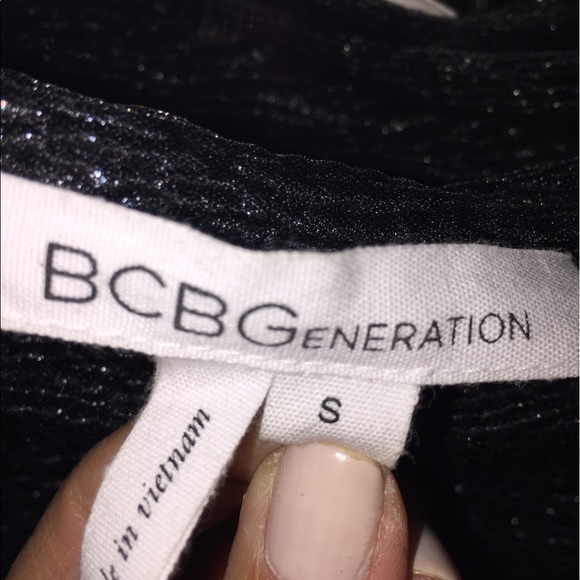 BCBGENERATION
S
in vietnam